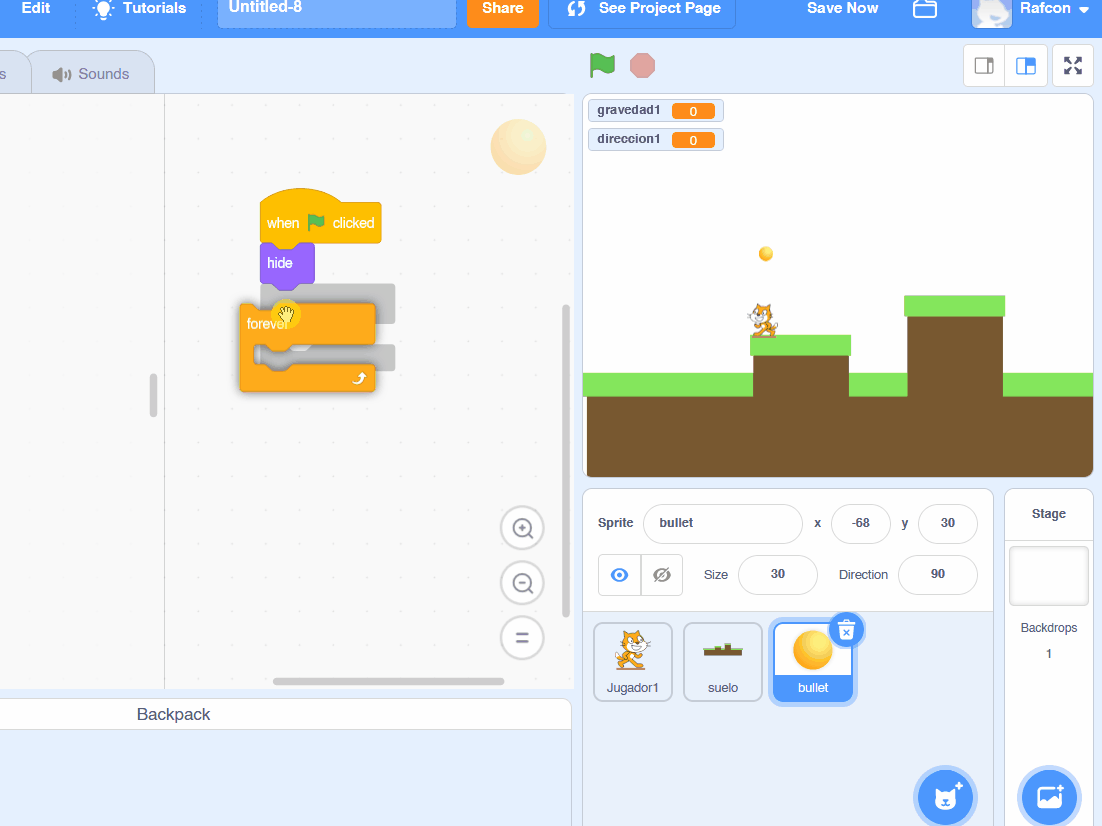 Edit
Tutorials
Untitled-8
Share
See Project Page
Save Now
Rafcon
s
Sounds
gravedad1 0
direccion1 0
when clicked
hide
forever
Sprite bullet x -68 y 30
Size 30 Direction 90
Stage
Backdrops
1
Jugador1
suelo
bullet
Backpack